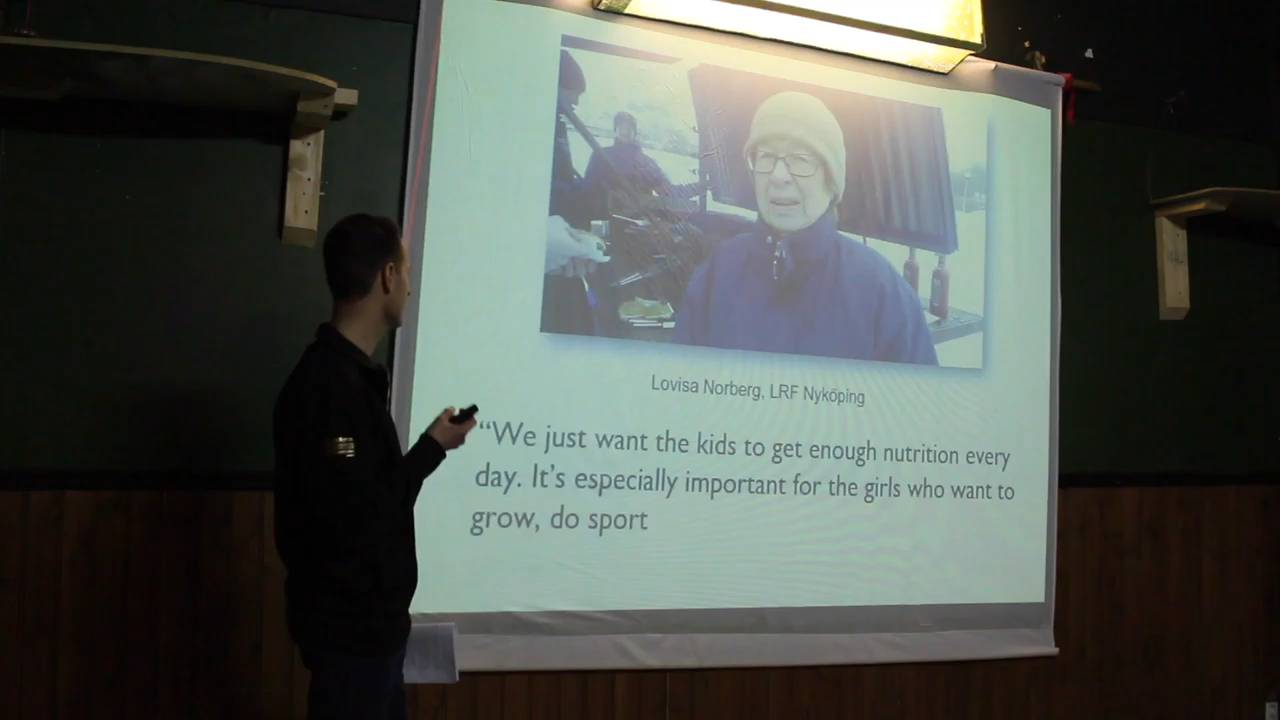 Lovisa Norberg, LRF Nyköping
“We just want the kids to get enough nutrition every
day. It’s especially important for the girls who want to
grow, do sport